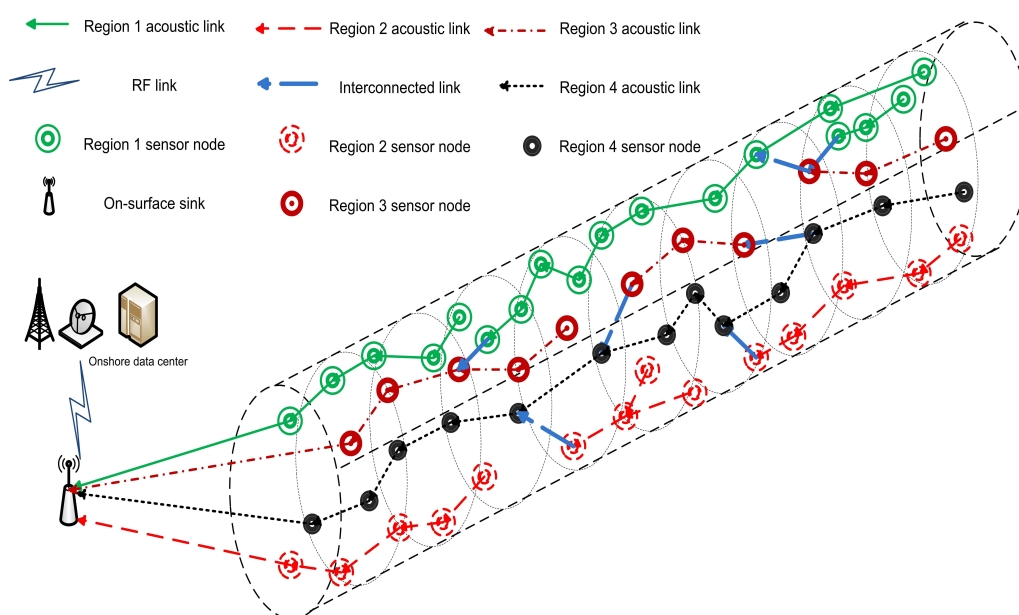 Region 1 acoustic link
Region 2 acoustic link
Region 3 acoustic link
RF link
Interconnected link
Region 4 acoustic link
Region 1 sensor node
Region 2 sensor node
Region 4 sensor node
On-surface sink
Region 3 sensor node
Onshore data center